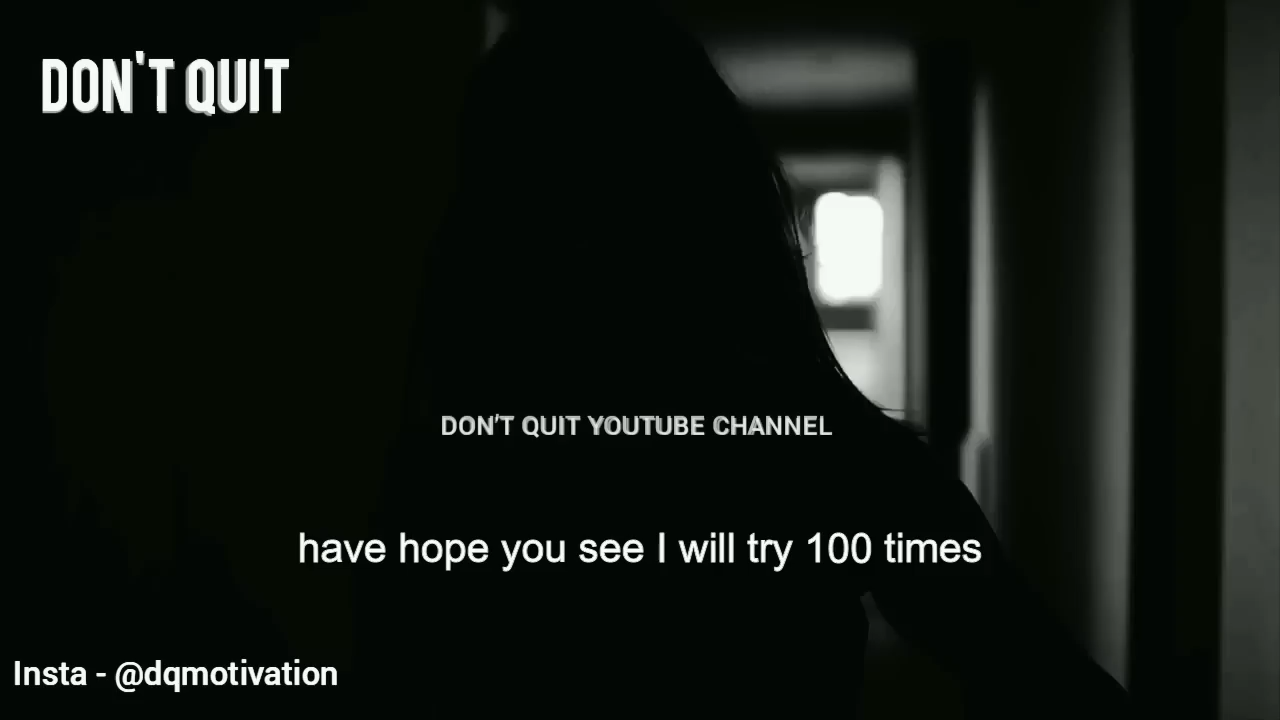 DON'T QUIT
DON'T QUIT YOUTUBE CHANNEL
have hope you see I will try 100 times
Insta - @dqmotivation